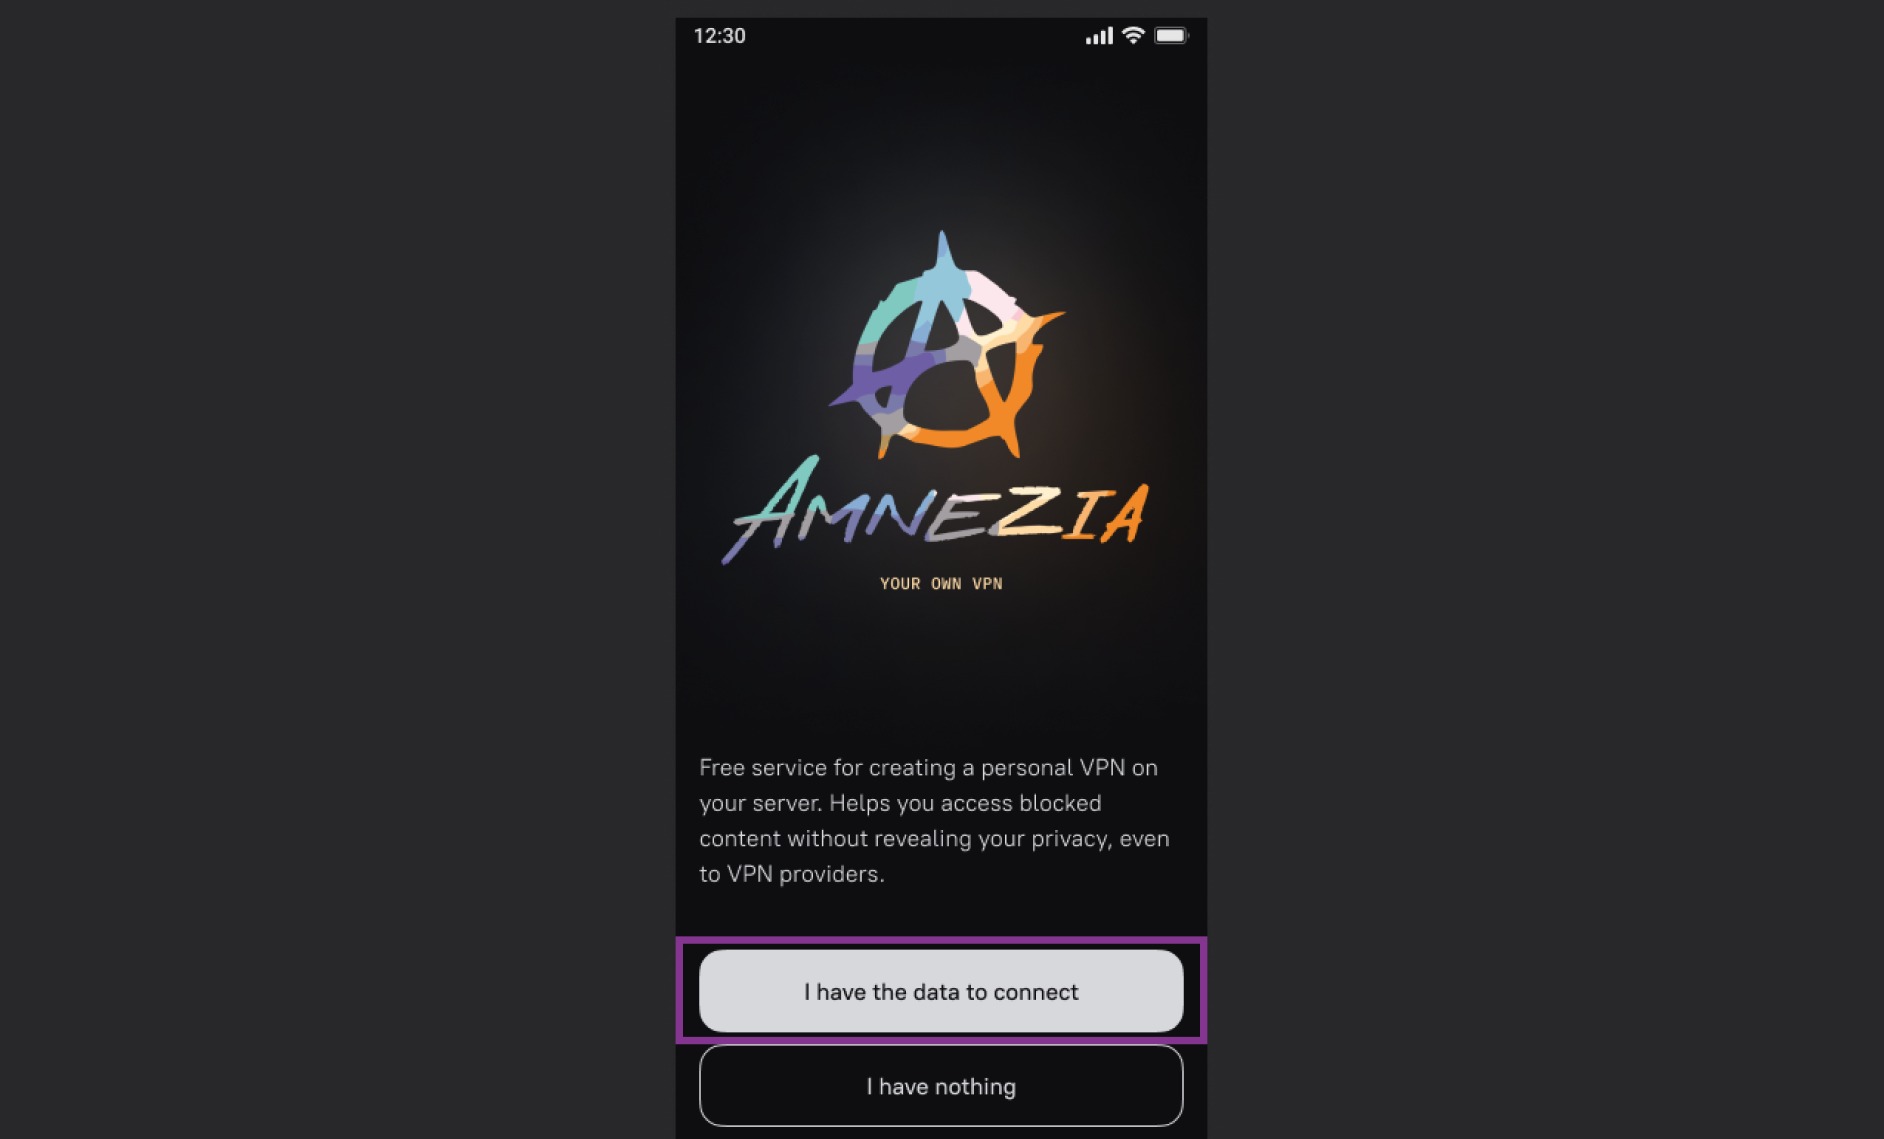 12:30
AMNEZIA
YOUR OWN VPN
Free service for creating a personal VPN on
your server. Helps you access blocked
content without revealing your privacy, even
to VPN providers.
I have the data to connect
I have nothing